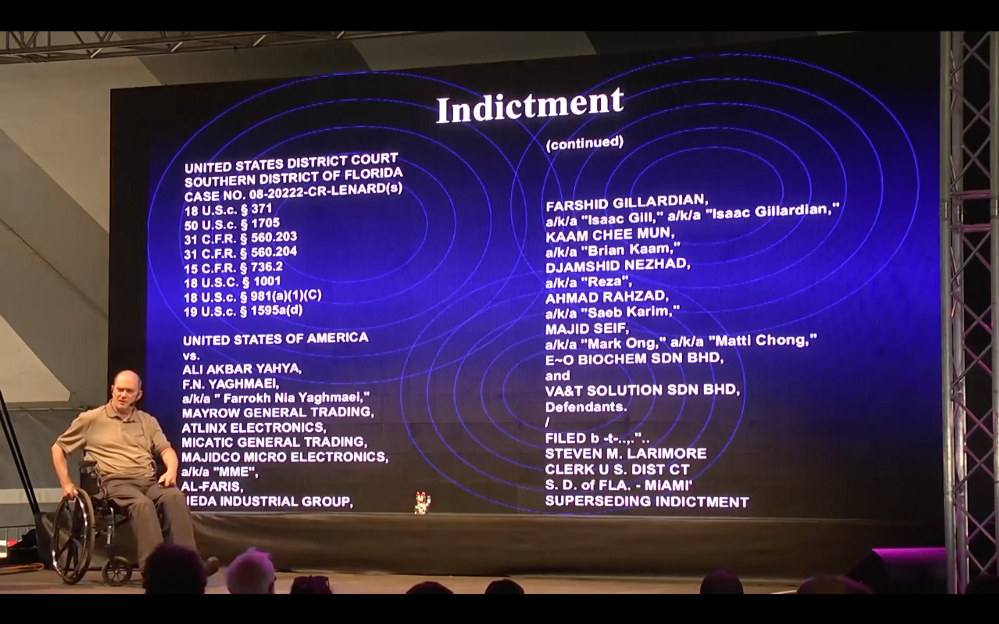 Indictment
UNITED STATES DISTRICT COURT
SOUTHERN DISTRICT OF FLORIDA
CASE NO. 08-20222-CR-LENARD(s)
18 U.S.c. § 371
50 U.S.c. § 1705
31 C.F.R. § 560.203
31 C.F.R. § 560.204
15 C.F.R. § 736.2
18 U.S.C. § 1001
18 U.S.c. § 981(a)(1)(C)
19 U.S.c. § 1595a(d)
UNITED STATES OF AMERICA
vs.
ALI AKBAR YAHYA,
F.N. YAGHMAEI,
a/k/a " Farrokh Nia Yaghmaei,"
MAYROW GENERAL TRADING,
ATLINX ELECTRONICS,
MICATIC GENERAL TRADING,
MAJIDCO MICRO ELECTRONICS,
a/k/a "MME",
AL-FARIS,
NEDA INDUSTRIAL GROUP,
(continued)
FARSHID GILLARDIAN,
a/k/a "Isaac Gill," a/k/a "Isaac Gillardian,"
KAAM CHEE MUN,
a/k/a "Brian Kaam,"
DJAMSHID NEZHAD,
a/k/a "Reza",
AHMAD RAHZAD,
a/k/a "Saeb Karim,"
MAJID SEIF,
a/k/a "Mark Ong," a/k/a "Matti Chong,"
E~O BIOCHEM SDN BHD,
and
VA&T SOLUTION SDN BHD,
Defendants.
/
FILED b -t-..,."..
STEVEN M. LARIMORE
CLERK U S. DIST CT
S. D. of FLA. - MiAMI'
SUPERSEDING INDICTMENT